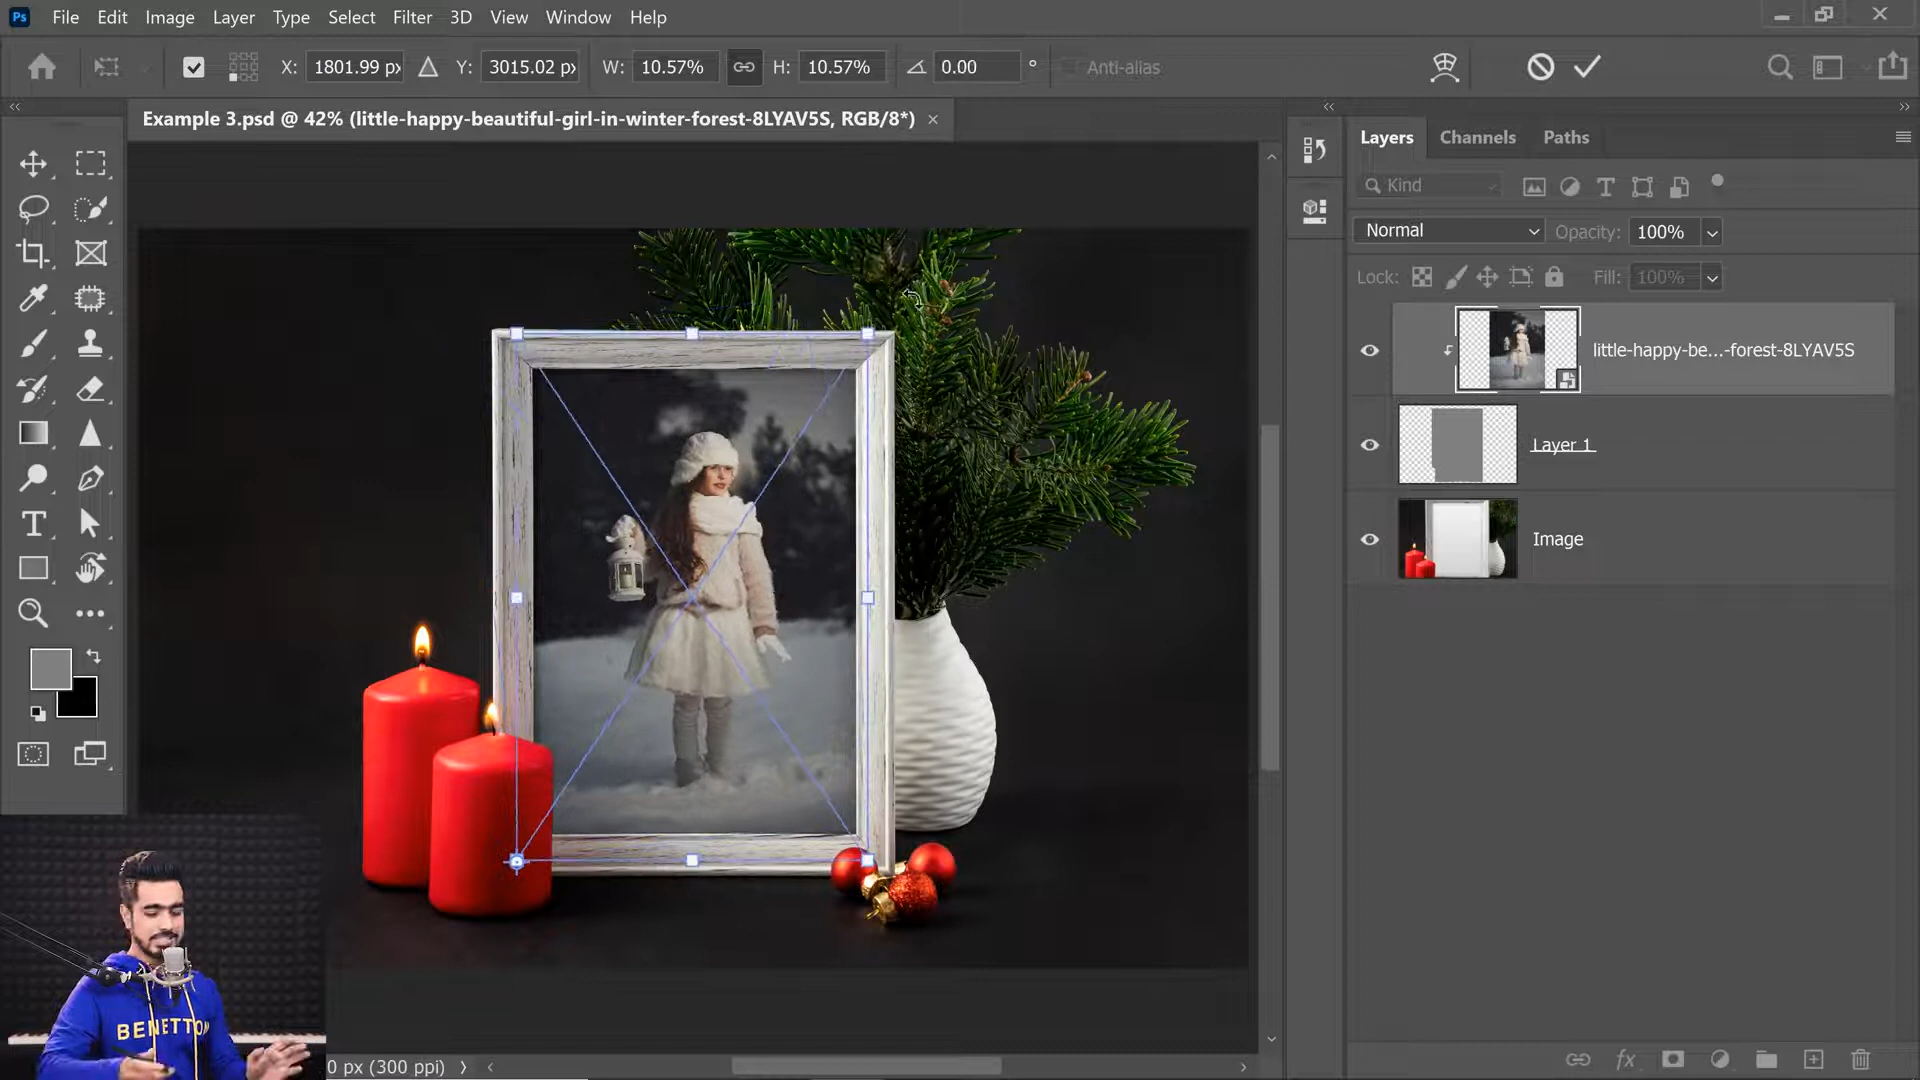 Ps File Edit Image Layer Type Select Filter 3D View Window Help
X: 1801.99 px Y: 3015.02 px W: 10.57% H: 10.57% 0.00 ° Anti-alias
Example 3.psd @ 42% (little-happy-beautiful-girl-in-winter-forest-8LYAV5S, RGB/8*) ×
Layers Channels Paths
Kind
Normal Opacity: 100%
Lock: Fill: 100%
little-happy-be...-forest-8LYAV5S
Layer 1
Image
BENETTON
0 px (300 ppi)
fx